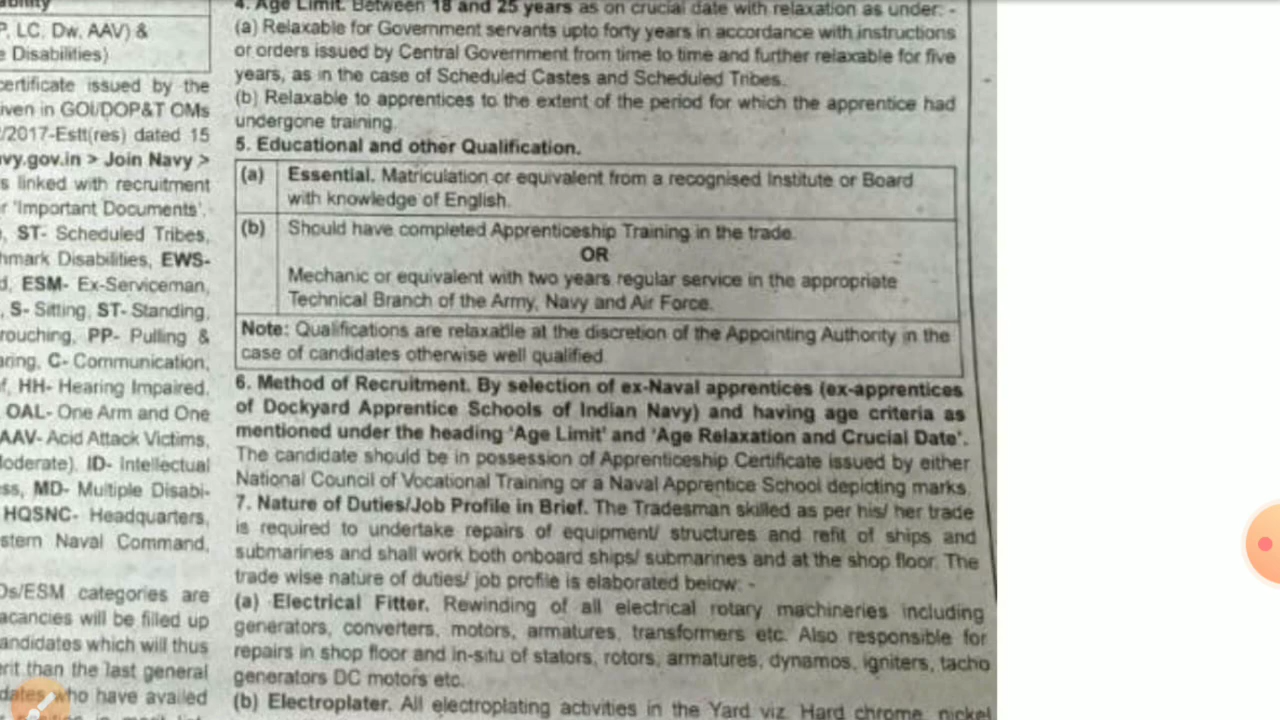 ability
P, LC, Dw, AAV) &
e Disabilities)
certificate issued by the
iven in GOI/DOP&T OMs
/2017-Estt(res) dated 15
vy.gov.in > Join Navy >
s linked with recruitment
r 'Important Documents'.
, ST- Scheduled Tribes,
hmark Disabilities, EWS-
d, ESM- Ex-Serviceman,
, S- Sitting, ST- Standing,
rouching, PP- Pulling &
aring, C- Communication,
f, HH- Hearing Impaired,
OAL- One Arm and One
AAV- Acid Attack Victims,
Moderate). ID- Intellectual
ss, MD- Multiple Disabi-
HQSNC- Headquarters,
stern Naval Command,
Ds/ESM categories are
acancies will be filled up
andidates which will thus
erit than the last general
dates who have availed
4. Age Limit. Between 18 and 25 years as on crucial date with relaxation as under: -
(a) Relaxable for Government servants upto forty years in accordance with instructions
or orders issued by Central Government from time to time and further relaxable for five
years, as in the case of Scheduled Castes and Scheduled Tribes.
(b) Relaxable to apprentices to the extent of the period for which the apprentice had
undergone training.
5. Educational and other Qualification.
(a) Essential. Matriculation or equivalent from a recognised Institute or Board
with knowledge of English.
(b) Should have completed Apprenticeship Training in the trade.
OR
Mechanic or equivalent with two years regular service in the appropriate
Technical Branch of the Army, Navy and Air Force.
Note: Qualifications are relaxable at the discretion of the Appointing Authority in the
case of candidates otherwise well qualified.
6. Method of Recruitment. By selection of ex-Naval apprentices (ex-apprentices
of Dockyard Apprentice Schools of Indian Navy) and having age criteria as
mentioned under the heading 'Age Limit' and 'Age Relaxation and Crucial Date'.
The candidate should be in possession of Apprenticeship Certificate issued by either
National Council of Vocational Training or a Naval Apprentice School depicting marks.
7. Nature of Duties/Job Profile in Brief. The Tradesman skilled as per his/ her trade
is required to undertake repairs of equipment/ structures and refit of ships and
submarines and shall work both onboard ships/ submarines and at the shop floor. The
trade wise nature of duties/ job profile is elaborated below: -
(a) Electrical Fitter. Rewinding of all electrical rotary machineries including
generators, converters, motors, armatures, transformers etc. Also responsible for
repairs in shop floor and in-situ of stators, rotors, armatures, dynamos, igniters, tacho
generators DC motors etc.
(b) Electroplater. All electroplating activities in the Yard viz. Hard chrome, nickel